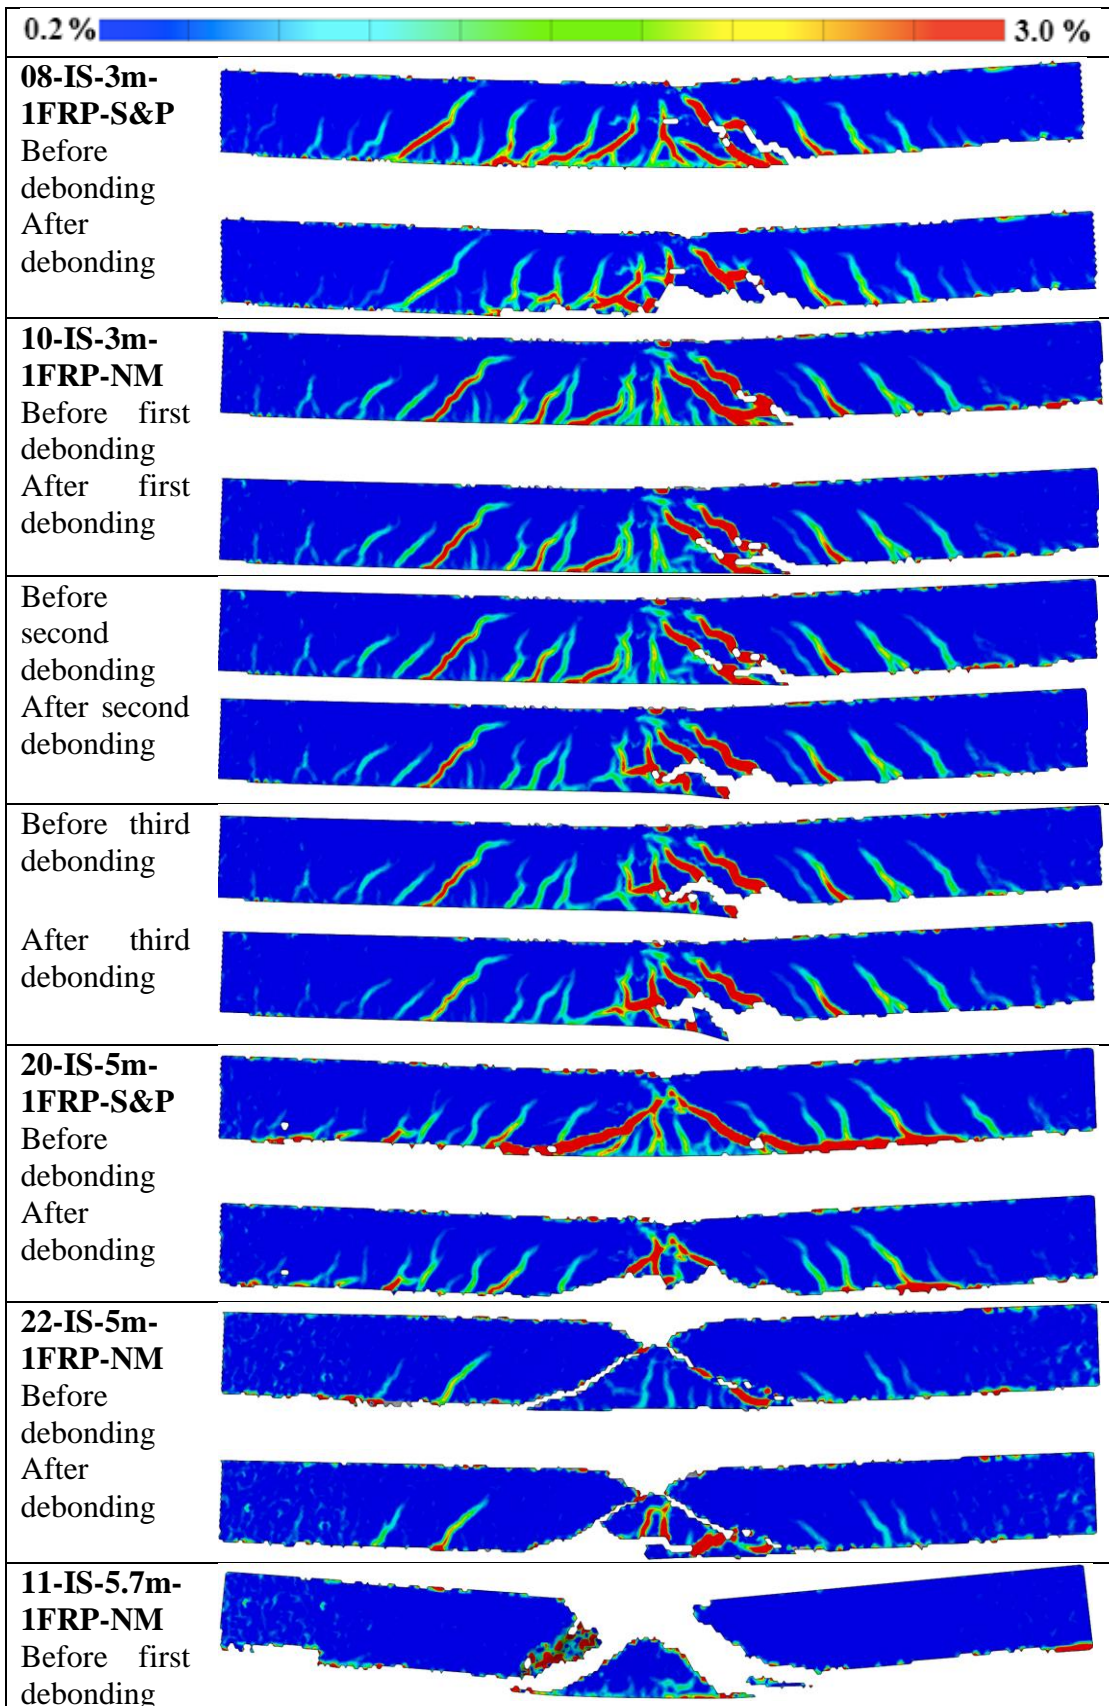 0.2 % 3.0 %
08-IS-3m-
1FRP-S&P
Before
debonding
After
debonding
10-IS-3m-
1FRP-NM
Before first
debonding
After first
debonding
Before
second
debonding
After second
debonding
Before third
debonding
After third
debonding
20-IS-5m-
1FRP-S&P
Before
debonding
After
debonding
22-IS-5m-
1FRP-NM
Before
debonding
After
debonding
11-IS-5.7m-
1FRP-NM
Before first
debonding